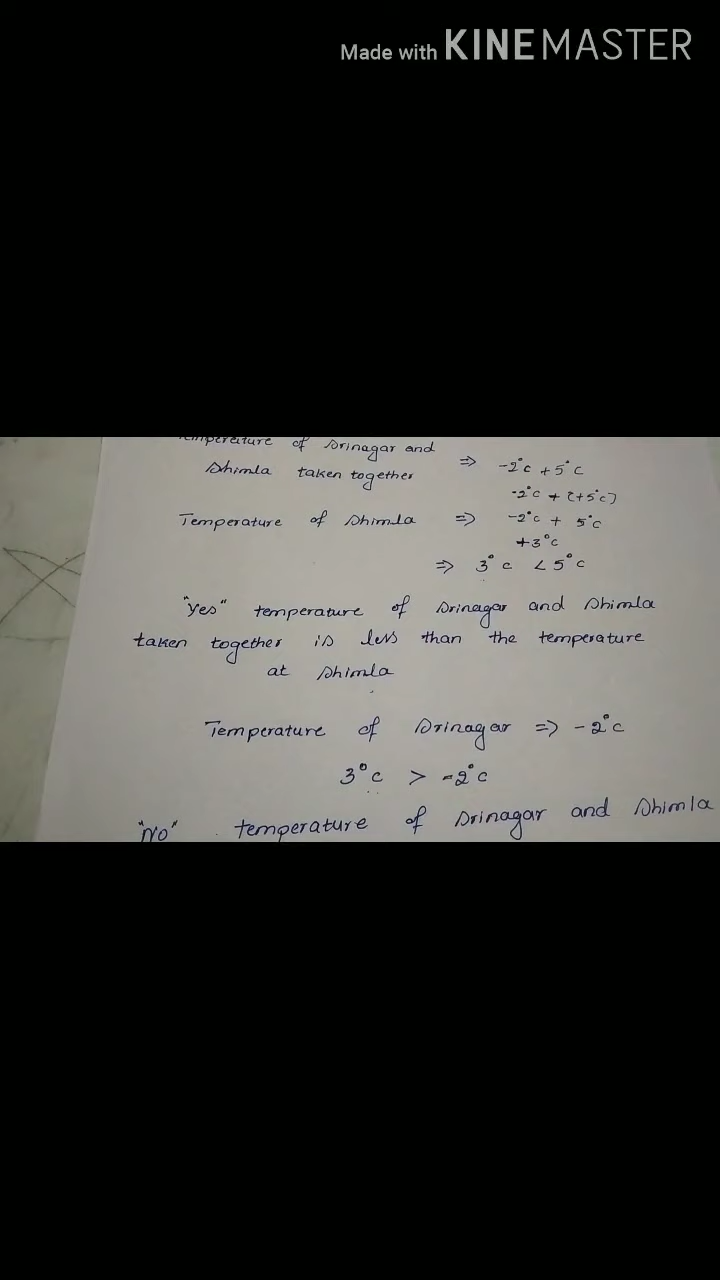 Made with KINEMASTER
Temperature of Srinagar and
Shimla taken together ⇒ -2°c + 5°c
-2°c + (+5°c)
Temperature of Shimla ⇒ -2°c + 5°c
+3°c
⇒ 3°c < 5°c
"Yes" temperature of Srinagar and Shimla
taken together is less than the temperature
at Shimla
Temperature of Srinagar ⇒ -2°c
3°c > -2°c
"No" temperature of Srinagar and Shimla